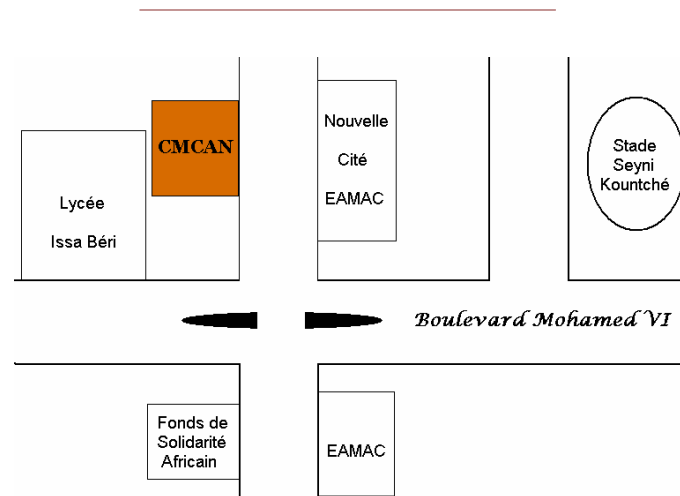 CMCAN
Lycée
Issa Béri
Nouvelle
Cité
EAMAC
Stade
Seyni
Kountché
Boulevard Mohamed VI
Fonds de
Solidarité
Africain
EAMAC